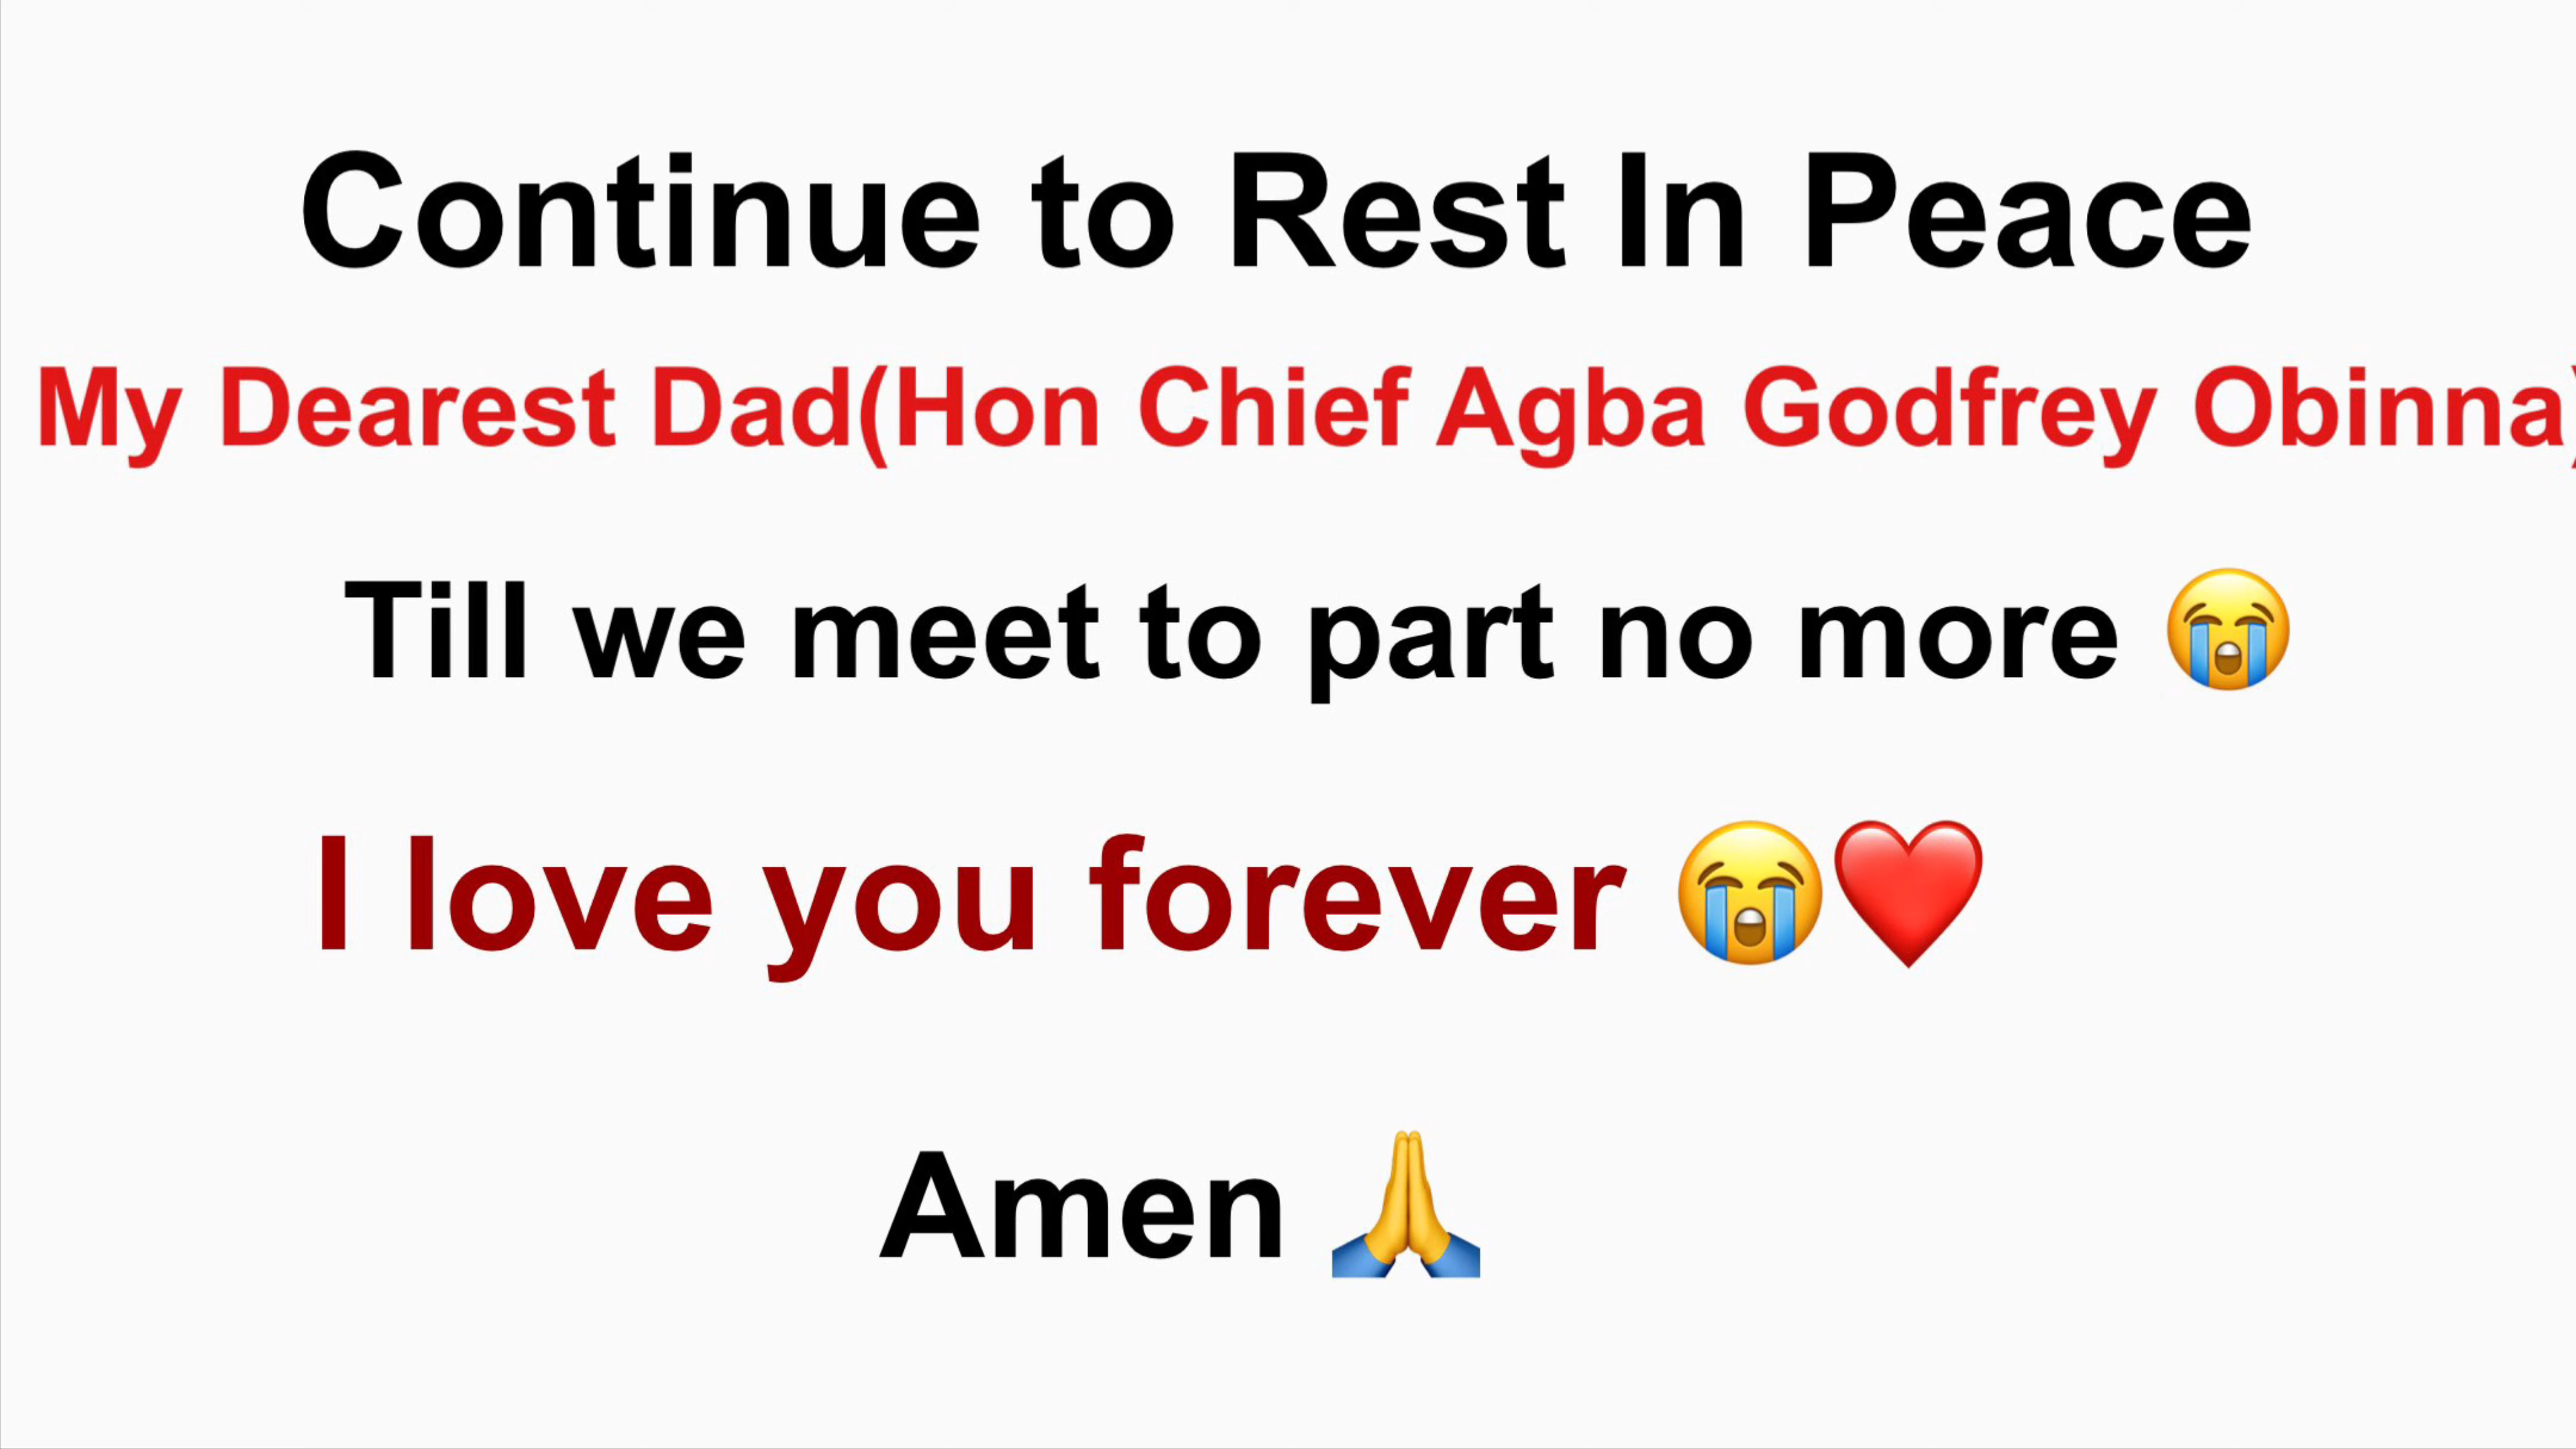 Continue to Rest In Peace
My Dearest Dad(Hon Chief Agba Godfrey Obinna)
Till we meet to part no more 😭
I love you forever 😭❤️
Amen 🙏